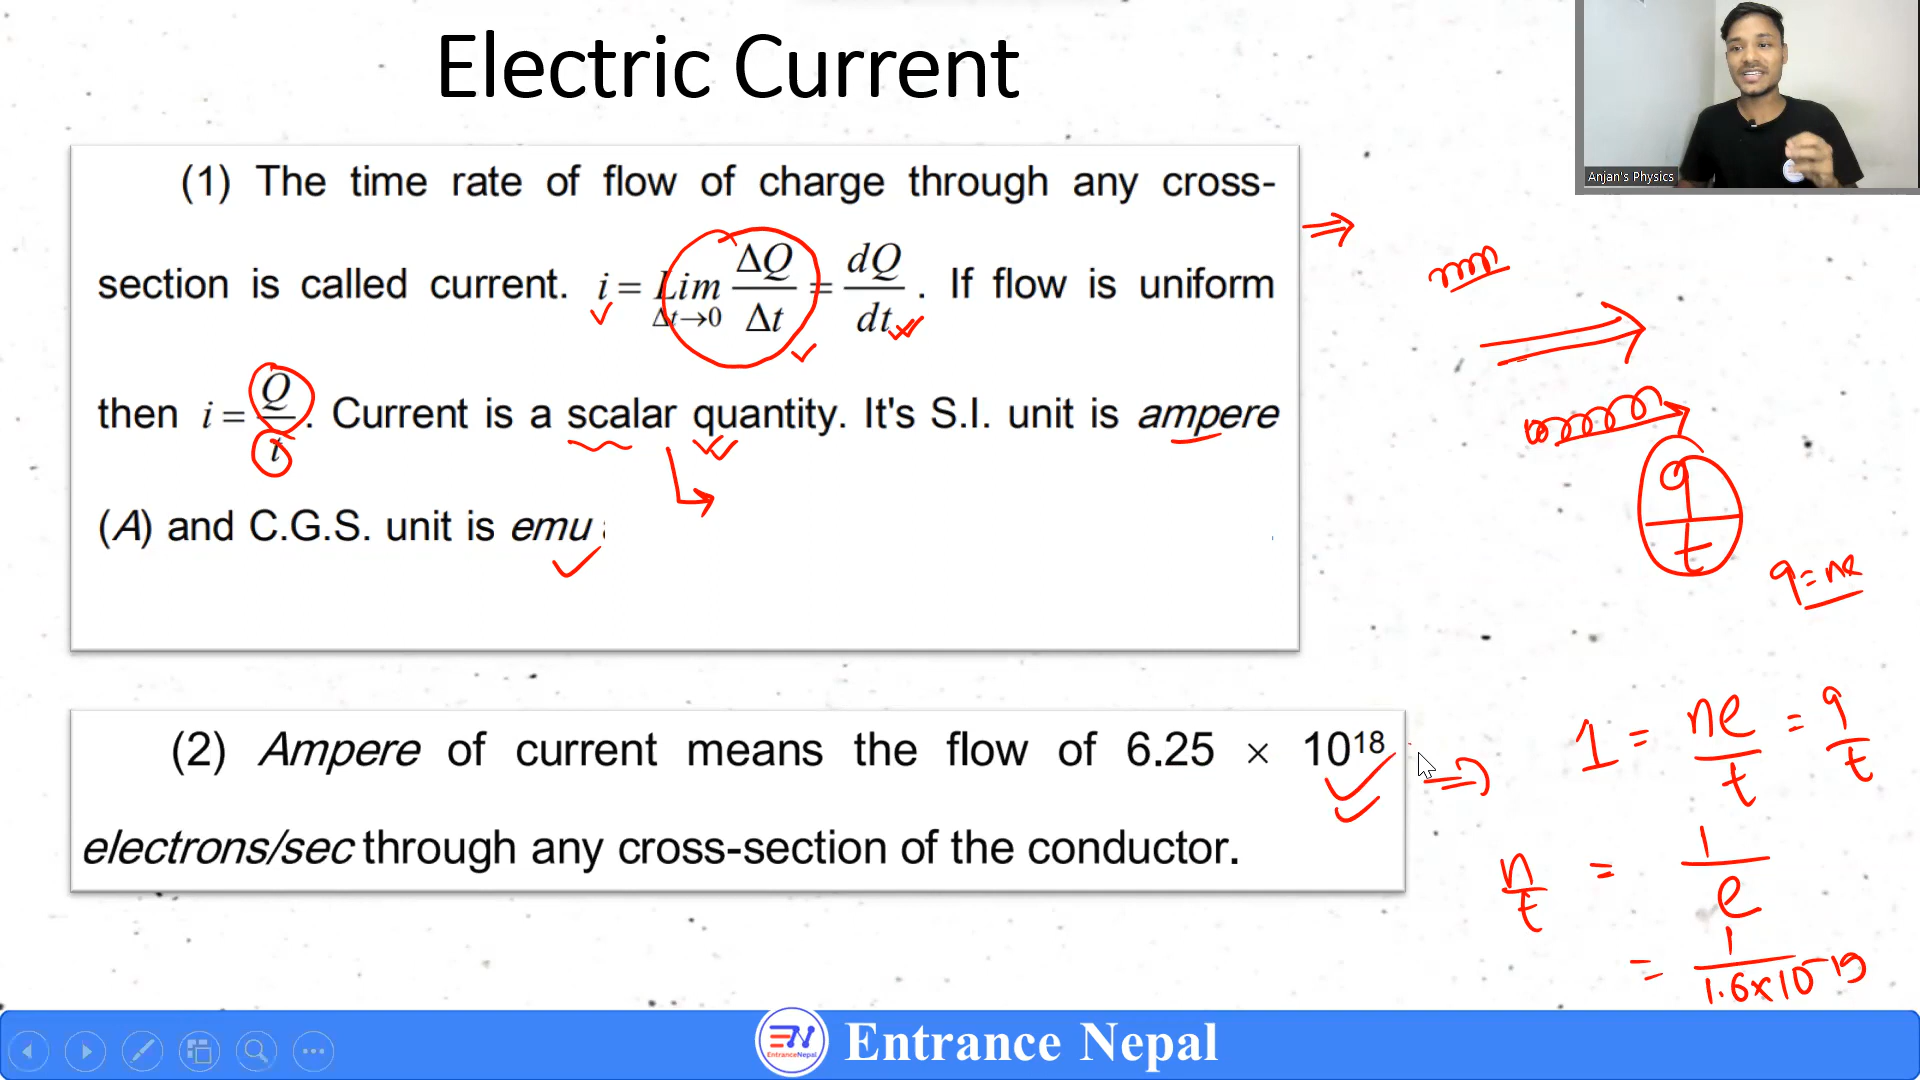 Electric Current
Anjan's Physics
(1) The time rate of flow of charge through any cross-
section is called current. i = Lim Δt→0 ΔQ/Δt = dQ/dt . If flow is uniform
then i = Q/t . Current is a scalar quantity. It's S.I. unit is ampere
(A) and C.G.S. unit is emu
q/t
q = ne
(2) Ampere of current means the flow of 6.25 × 10¹⁸
electrons/sec through any cross-section of the conductor.
1 = ne/t = q/t
n/t = 1/e
= 1/1.6×10⁻¹⁹
EN
EntranceNepal
Entrance Nepal